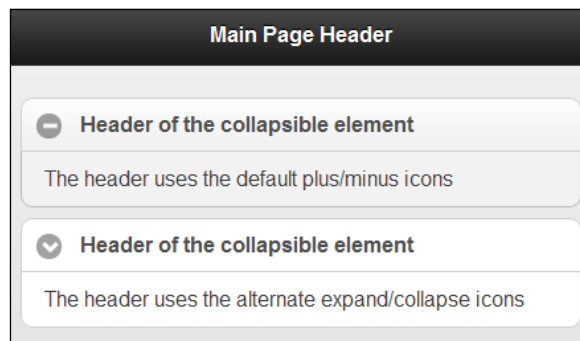 Main Page Header
Header of the collapsible element
The header uses the default plus/minus icons
Header of the collapsible element
The header uses the alternate expand/collapse icons